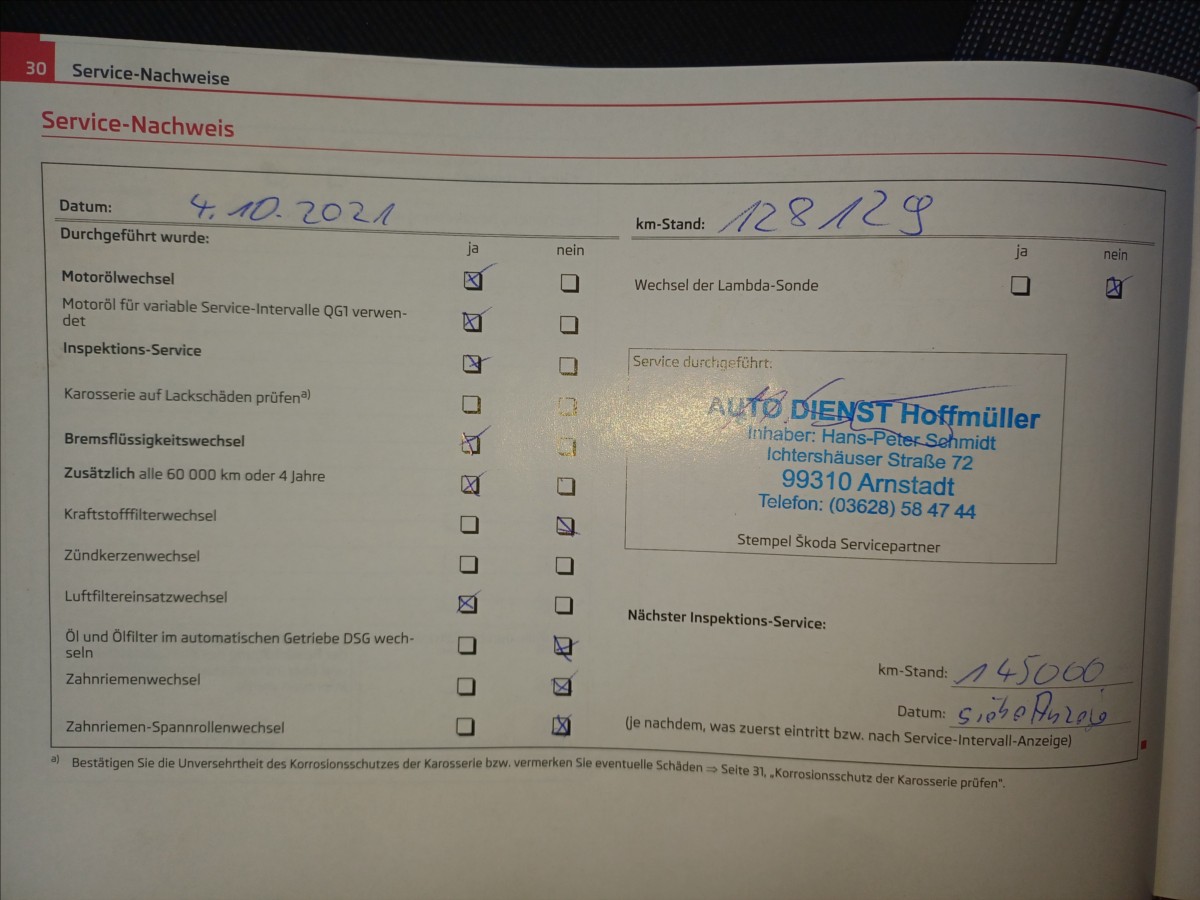 30 Service-Nachweise
Service-Nachweis
Datum: 4.10.2021
km-Stand: 128129
Durchgeführt wurde:
ja nein
ja nein
Motorölwechsel
Wechsel der Lambda-Sonde
Motoröl für variable Service-Intervalle QG1 verwen-
det
Inspektions-Service
Karosserie auf Lackschäden prüfen a)
Bremsflüssigkeitswechsel
Zusätzlich alle 60 000 km oder 4 Jahre
Kraftstofffilterwechsel
Zündkerzenwechsel
Luftfiltereinsatzwechsel
Öl und Ölfilter im automatischen Getriebe DSG wech-
seln
Zahnriemenwechsel
Zahnriemen-Spannrollenwechsel
Service durchgeführt:
AUTO DIENST Hoffmüller
Inhaber: Hans-Peter Schmidt
Ichtershäuser Straße 72
99310 Arnstadt
Telefon: (03628) 58 47 44
Stempel Škoda Servicepartner
Nächster Inspektions-Service:
km-Stand: 145000
Datum: siehe Anzeige
(je nachdem, was zuerst eintritt bzw. nach Service-Intervall-Anzeige)
a) Bestätigen Sie die Unversehrtheit des Korrosionsschutzes der Karosserie bzw. vermerken Sie eventuelle Schäden ⇒ Seite 31, „Korrosionsschutz der Karosserie prüfen“.